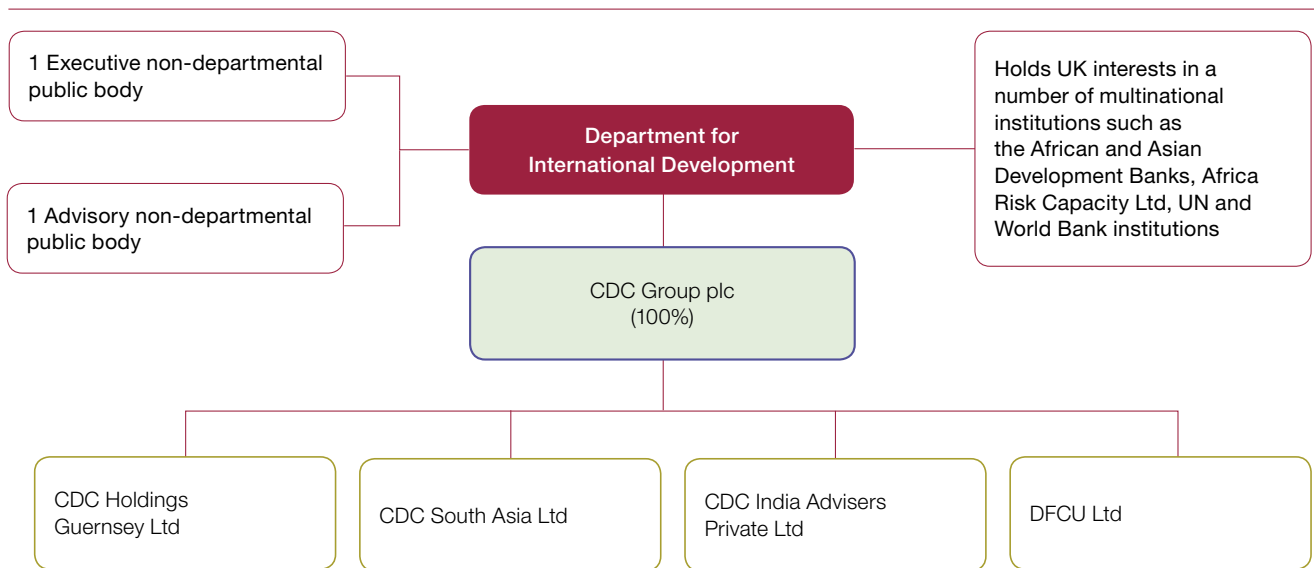 1 Executive non-departmental
public body
1 Advisory non-departmental
public body
Department for
International Development
Holds UK interests in a
number of multinational
institutions such as
the African and Asian
Development Banks, Africa
Risk Capacity Ltd, UN and
World Bank institutions
CDC Group plc
(100%)
CDC Holdings
Guernsey Ltd
CDC South Asia Ltd
CDC India Advisers
Private Ltd
DFCU Ltd